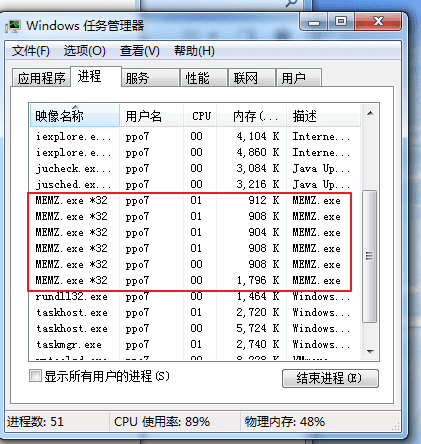 Windows 任务管理器
文件(F) 选项(O) 查看(V) 帮助(H)
应用程序 进程 服务 性能 联网 用户
映像名称 用户名 CPU 内存(... 描述
iexplore.e... ppo7 00 4,104 K Interne...
iexplore.e... ppo7 00 4,860 K Interne...
jucheck.ex... ppo7 00 3,084 K Java Up...
jusched.ex... ppo7 00 3,216 K Java Up...
MEMZ.exe *32 ppo7 01 912 K MEMZ.exe
MEMZ.exe *32 ppo7 01 908 K MEMZ.exe
MEMZ.exe *32 ppo7 01 904 K MEMZ.exe
MEMZ.exe *32 ppo7 00 908 K MEMZ.exe
MEMZ.exe *32 ppo7 00 908 K MEMZ.exe
MEMZ.exe *32 ppo7 00 1,796 K MEMZ.exe
rundll32.exe ppo7 00 1,464 K Windows...
taskhost.exe ppo7 01 2,720 K Windows...
taskhost.exe ppo7 00 5,724 K Windows...
taskmgr.exe ppo7 01 2,740 K Windows...
显示所有用户的进程(S) 结束进程(E)
进程数: 51 CPU 使用率: 89% 物理内存: 48%